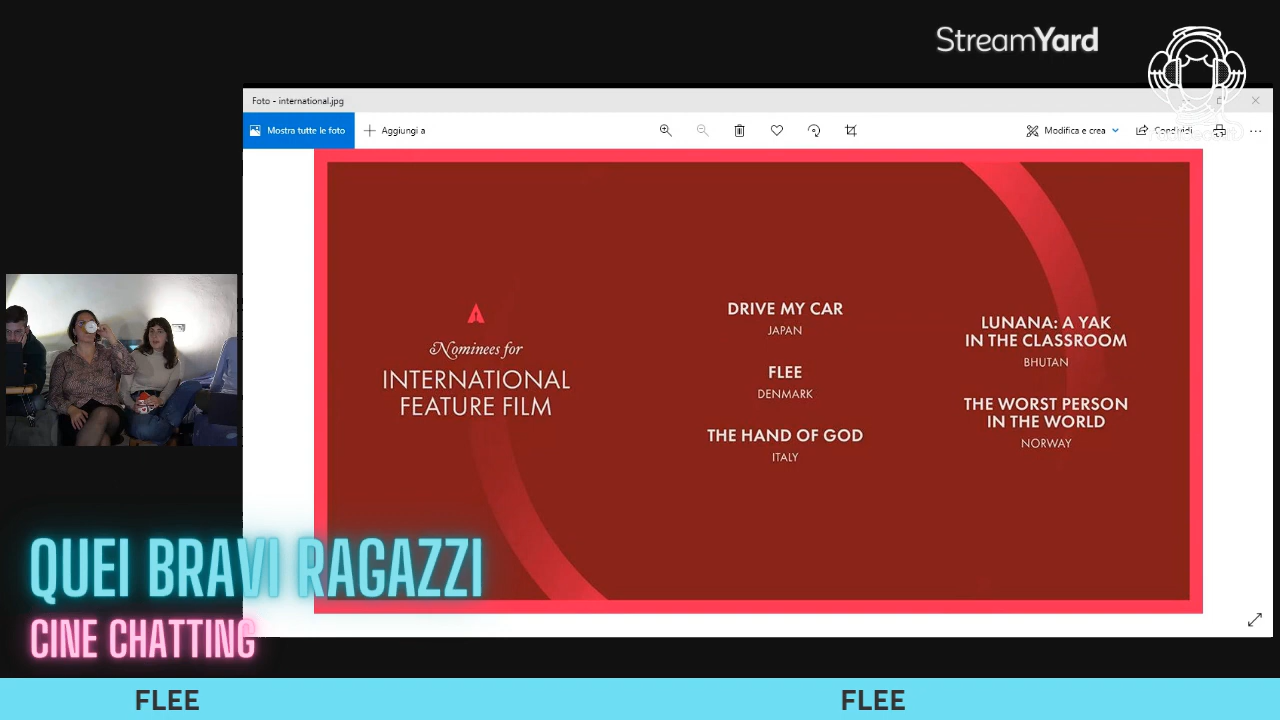 StreamYard
Foto - international.jpg
Mostra tutte le foto
Aggiungi a
Modifica e crea
Condividi
Nominees for
INTERNATIONAL
FEATURE FILM
DRIVE MY CAR
JAPAN
FLEE
DENMARK
THE HAND OF GOD
ITALY
LUNANA: A YAK
IN THE CLASSROOM
BHUTAN
THE WORST PERSON
IN THE WORLD
NORWAY
QUEI BRAVI RAGAZZI
CINE CHATTING
FLEE FLEE